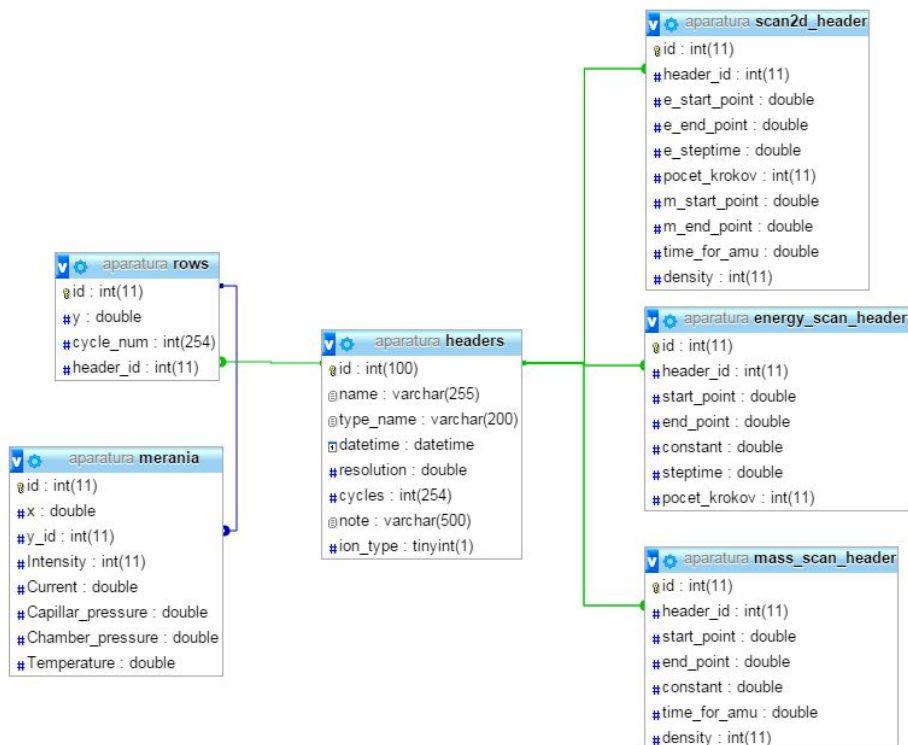 aparatura scan2d_header
id : int(11)
header_id : int(11)
e_start_point : double
e_end_point : double
e_steptime : double
pocet_krokov : int(11)
m_start_point : double
m_end_point : double
time_for_amu : double
density : int(11)
aparatura rows
id : int(11)
y : double
cycle_num : int(254)
header_id : int(11)
aparatura headers
id : int(100)
name : varchar(255)
type_name : varchar(200)
datetime : datetime
resolution : double
cycles : int(254)
note : varchar(500)
ion_type : tinyint(1)
aparatura energy_scan_header
id : int(11)
header_id : int(11)
start_point : double
end_point : double
constant : double
steptime : double
pocet_krokov : int(11)
aparatura merania
id : int(11)
x : double
y_id : int(11)
Intensity : int(11)
Current : double
Capillar_pressure : double
Chamber_pressure : double
Temperature : double
aparatura mass_scan_header
id : int(11)
header_id : int(11)
start_point : double
end_point : double
constant : double
time_for_amu : double
density : int(11)